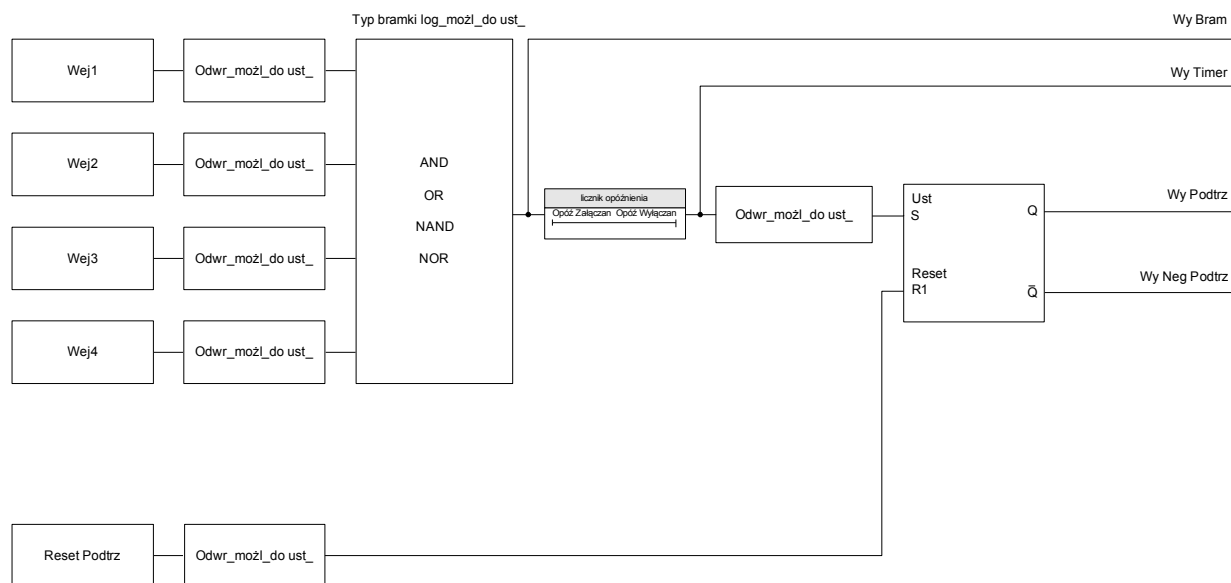 Typ bramki log_możl_do ust_
Wy Bram
Wej1
Odwr_możl_do ust_
Wy Timer
Wej2
Odwr_możl_do ust_
AND
OR
NAND
NOR
licznik opóźnienia
Opóź Załączan Opóź Wyłączan
Odwr_możl_do ust_
Ust
S
Q
Wy Podtrz
Wej3
Odwr_możl_do ust_
Reset
R1
Q̅
Wy Neg Podtrz
Wej4
Odwr_możl_do ust_
Reset Podtrz
Odwr_możl_do ust_